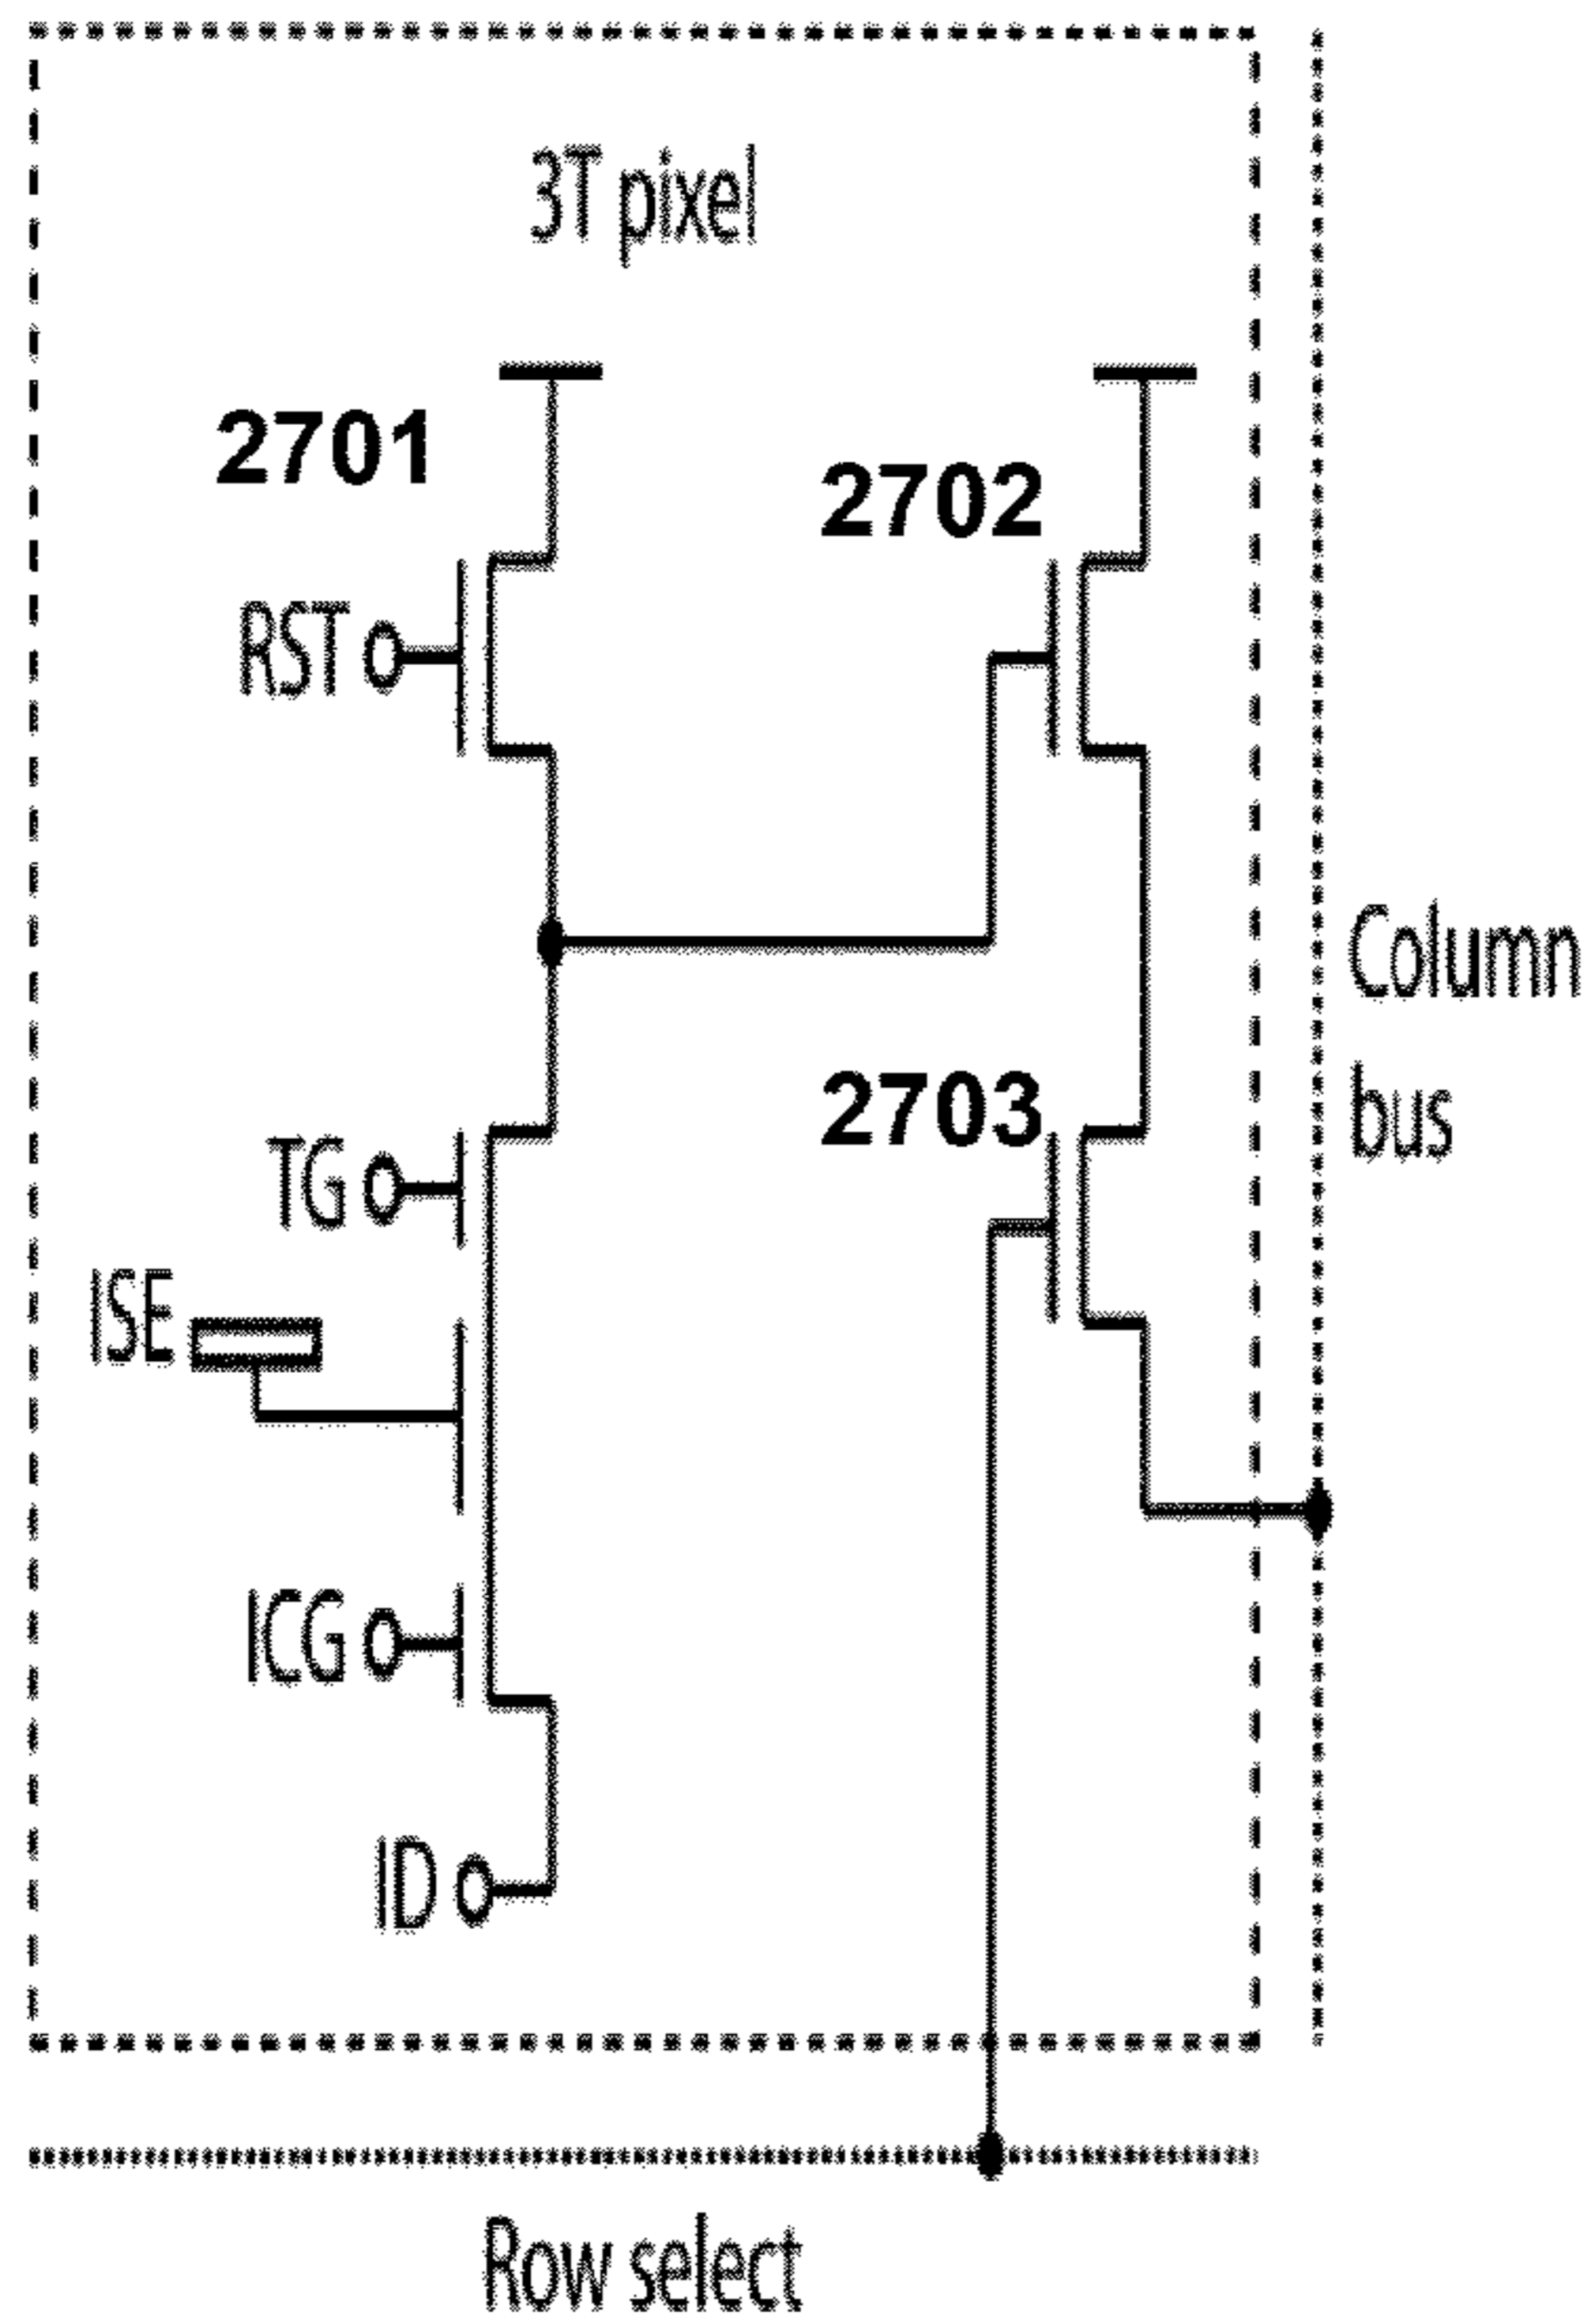 3T pixel
2701
2702
RST
Column
bus
2703
TG
ISE
ICG
ID
Row select